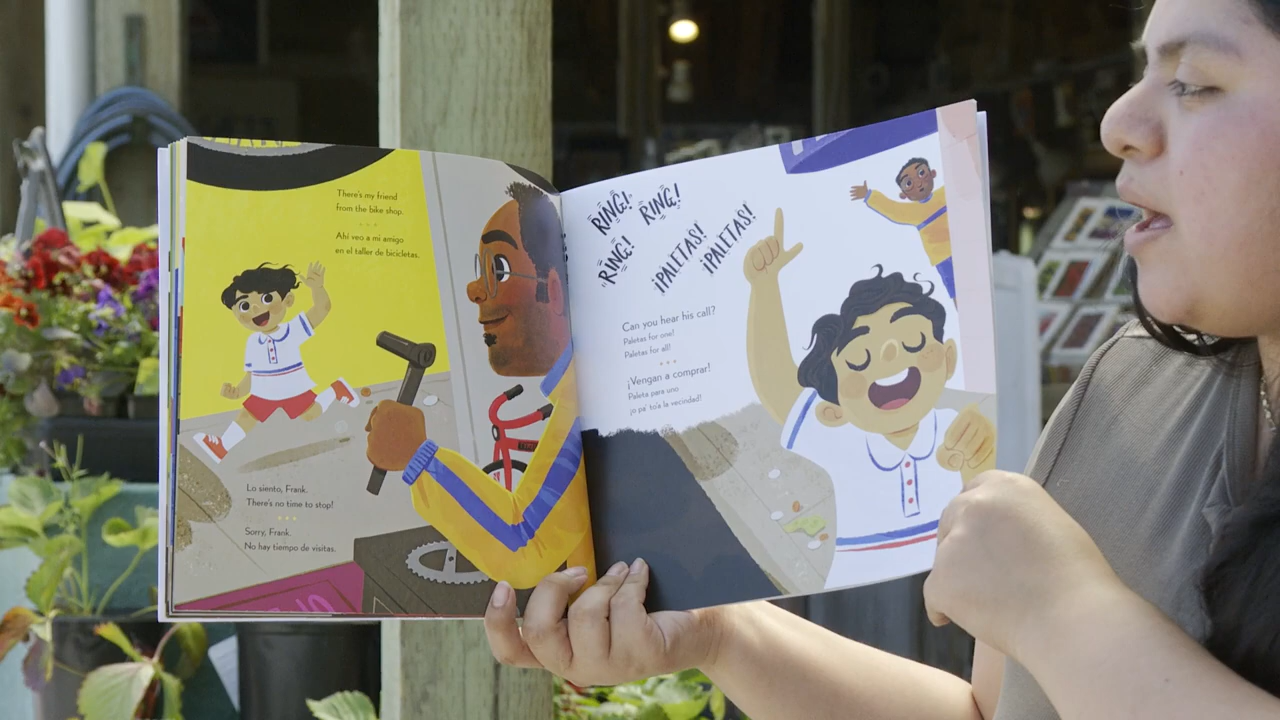 There's my friend
from the bike shop.
Ahí veo a mi amigo
en el taller de bicicletas.
Lo siento, Frank.
There's no time to stop!
Sorry, Frank.
No hay tiempo de visitas.
RING! RING!
RING! ¡PALETAS! ¡PALETAS!
Can you hear his call?
Paletas for one!
Paletas for all!
¡Vengan a comprar!
Paleta para uno
¡o pa' to'a la vecindad!